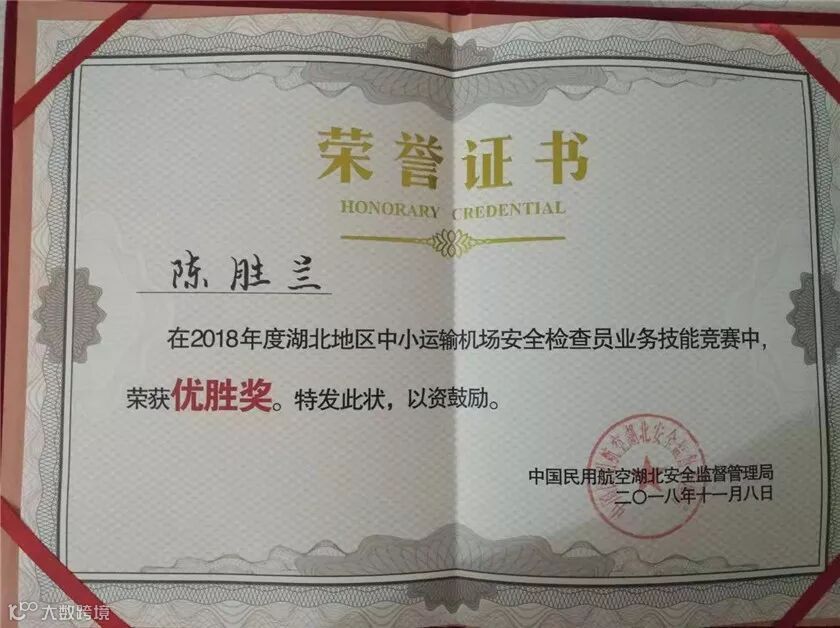 荣誉证书
HONORARY CREDENTIAL
陈胜兰
在2018年度湖北地区中小运输机场安全检查员业务技能竞赛中，
荣获优胜奖。特发此状，以资鼓励。
中国民用航空湖北安全监督管理局
二〇一八年十一月八日
大数跨境